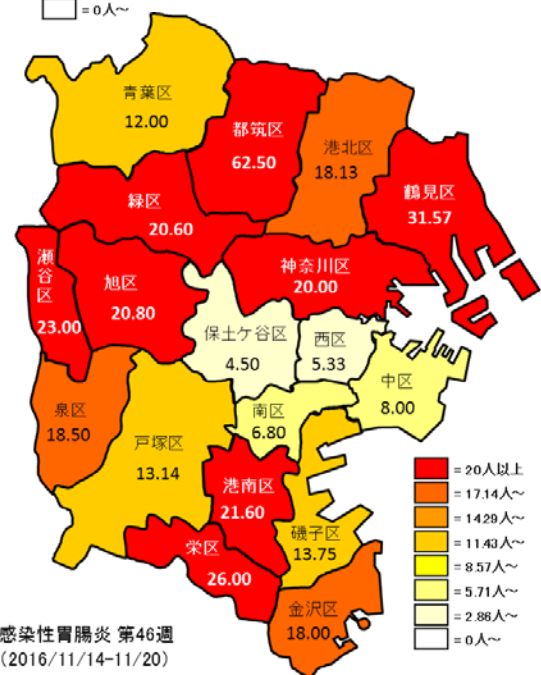 = 0人～
青葉区
12.00
都筑区
62.50
港北区
18.13
鶴見区
31.57
緑区
20.60
瀬谷区
23.00
旭区
20.80
神奈川区
20.00
保土ケ谷区
4.50
西区
5.33
中区
8.00
泉区
18.50
戸塚区
13.14
南区
6.80
港南区
21.60
磯子区
13.75
栄区
26.00
金沢区
18.00
= 20人以上
= 17.14人～
= 14.29人～
= 11.43人～
= 8.57人～
= 5.71人～
= 2.86人～
= 0人～
感染性胃腸炎 第46週
(2016/11/14-11/20)